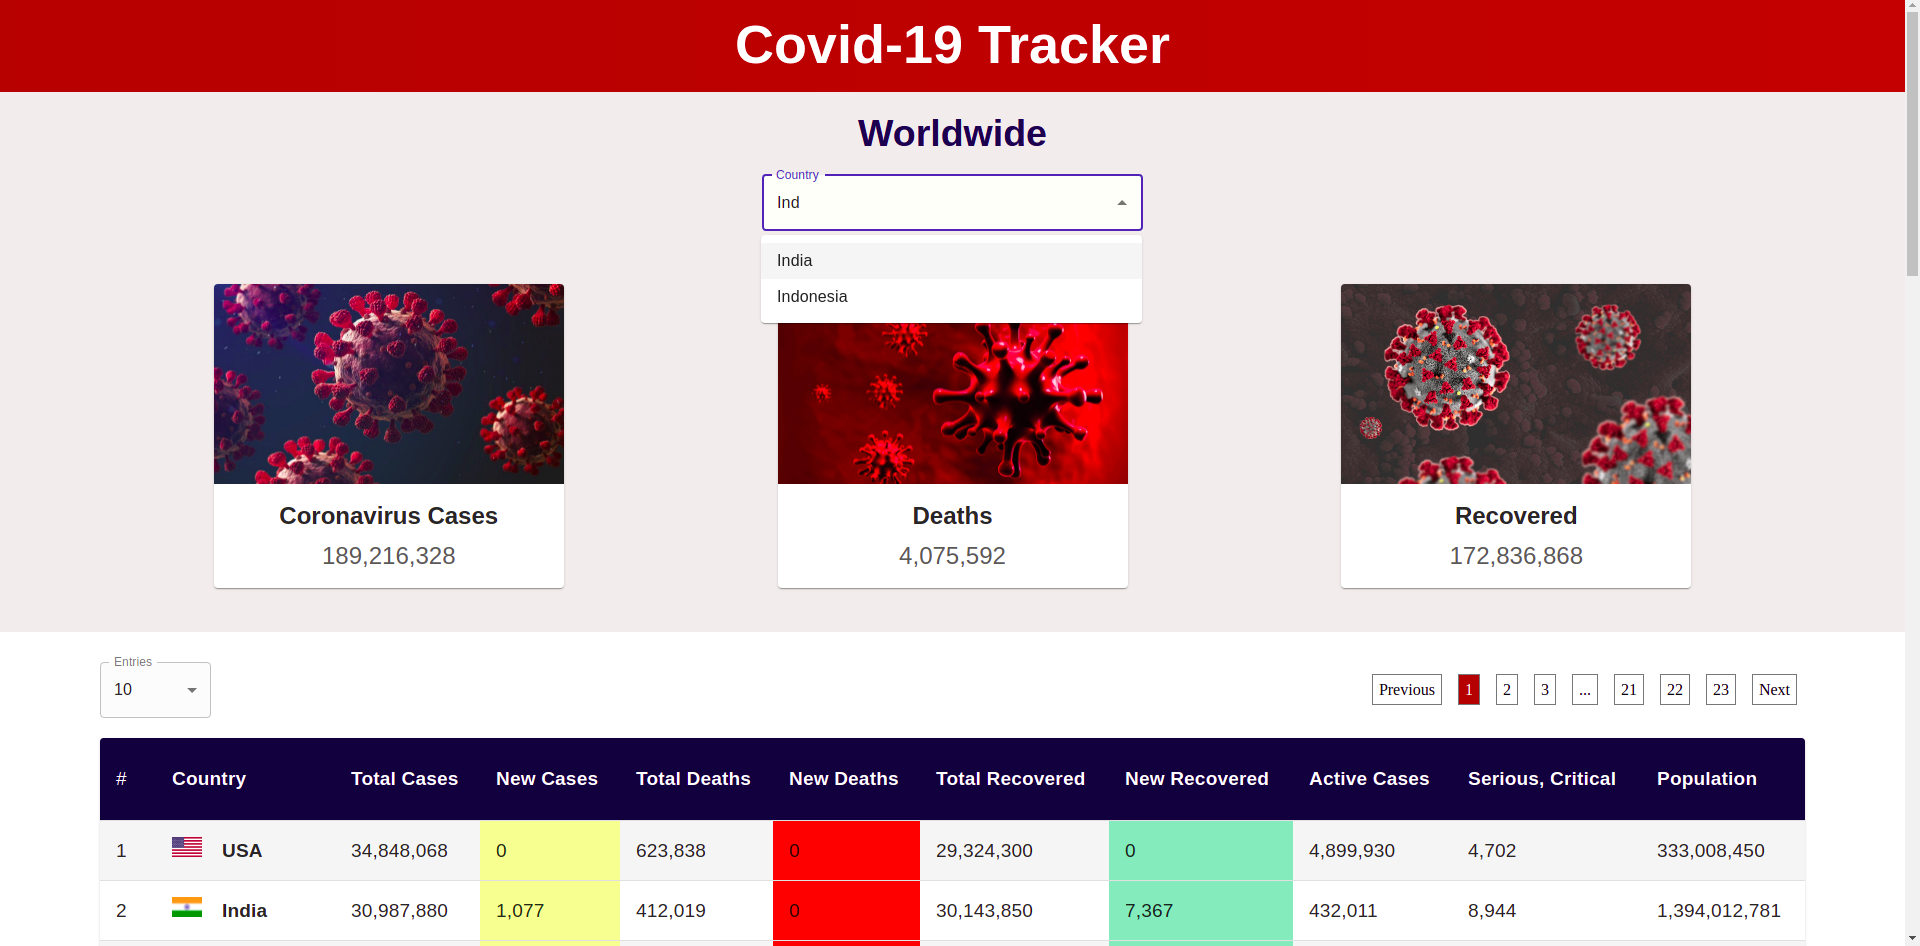 Covid-19 Tracker
Worldwide
Country
Ind
India
Indonesia
Coronavirus Cases
189,216,328
Deaths
4,075,592
Recovered
172,836,868
Entries
10
Previous 1 2 3 ... 21 22 23 Next
# Country Total Cases New Cases Total Deaths New Deaths Total Recovered New Recovered Active Cases Serious, Critical Population
1 USA 34,848,068 0 623,838 0 29,324,300 0 4,899,930 4,702 333,008,450
2 India 30,987,880 1,077 412,019 0 30,143,850 7,367 432,011 8,944 1,394,012,781